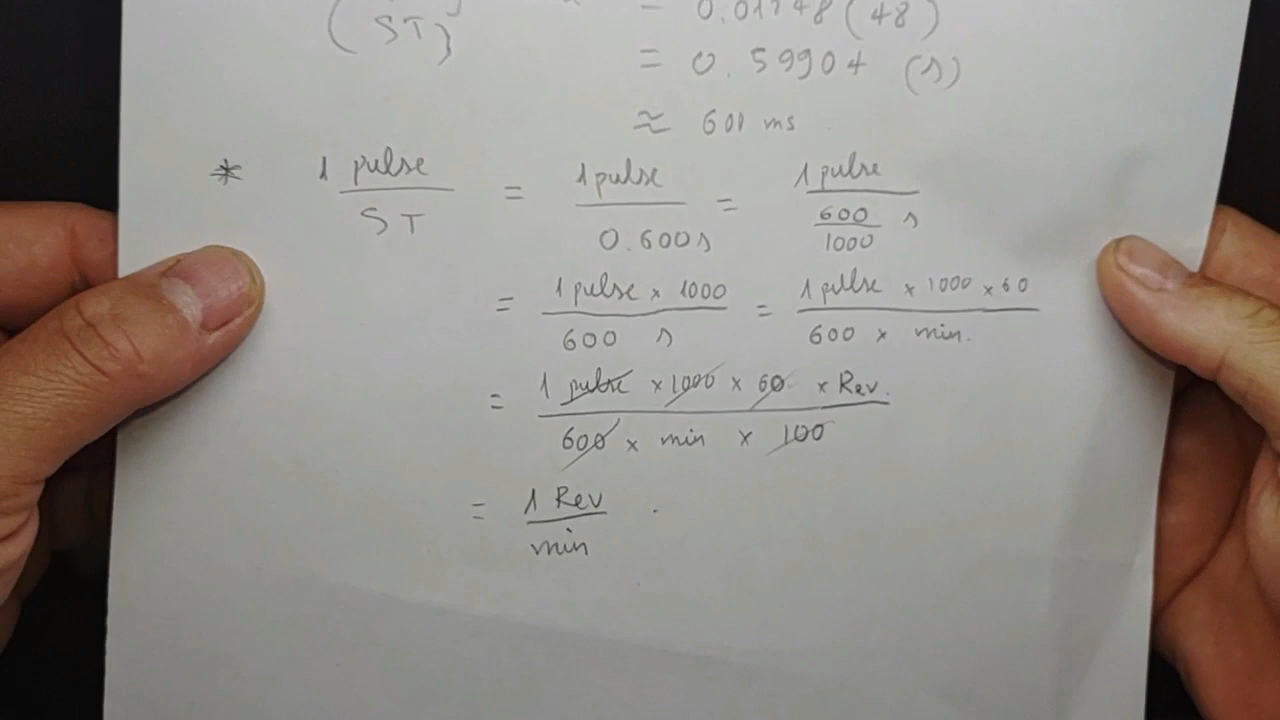 (ST)
= 0.01248 (48)
= 0.59904 (s)
≈ 600 ms
* 1 pulse / ST = 1 pulse / 0.600 s = 1 pulse / (600/1000) s
= 1 pulse × 1000 / 600 s = 1 pulse × 1000 × 60 / 600 × min.
= 1 pulse × 1000 × 60 × Rev. / 600 × min × 100
= 1 Rev / min .